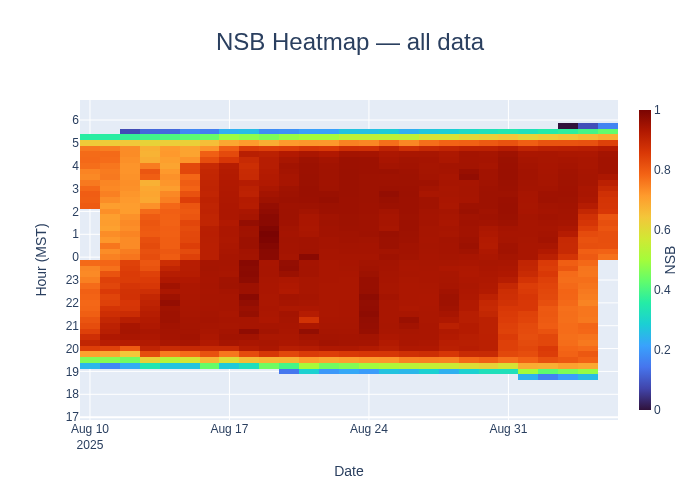 NSB Heatmap — all data
Hour (MST)
6
5
4
3
2
1
0
23
22
21
20
19
18
17
Aug 10
2025
Aug 17
Aug 24
Aug 31
Date
1
0.8
0.6
0.4
0.2
0
NSB